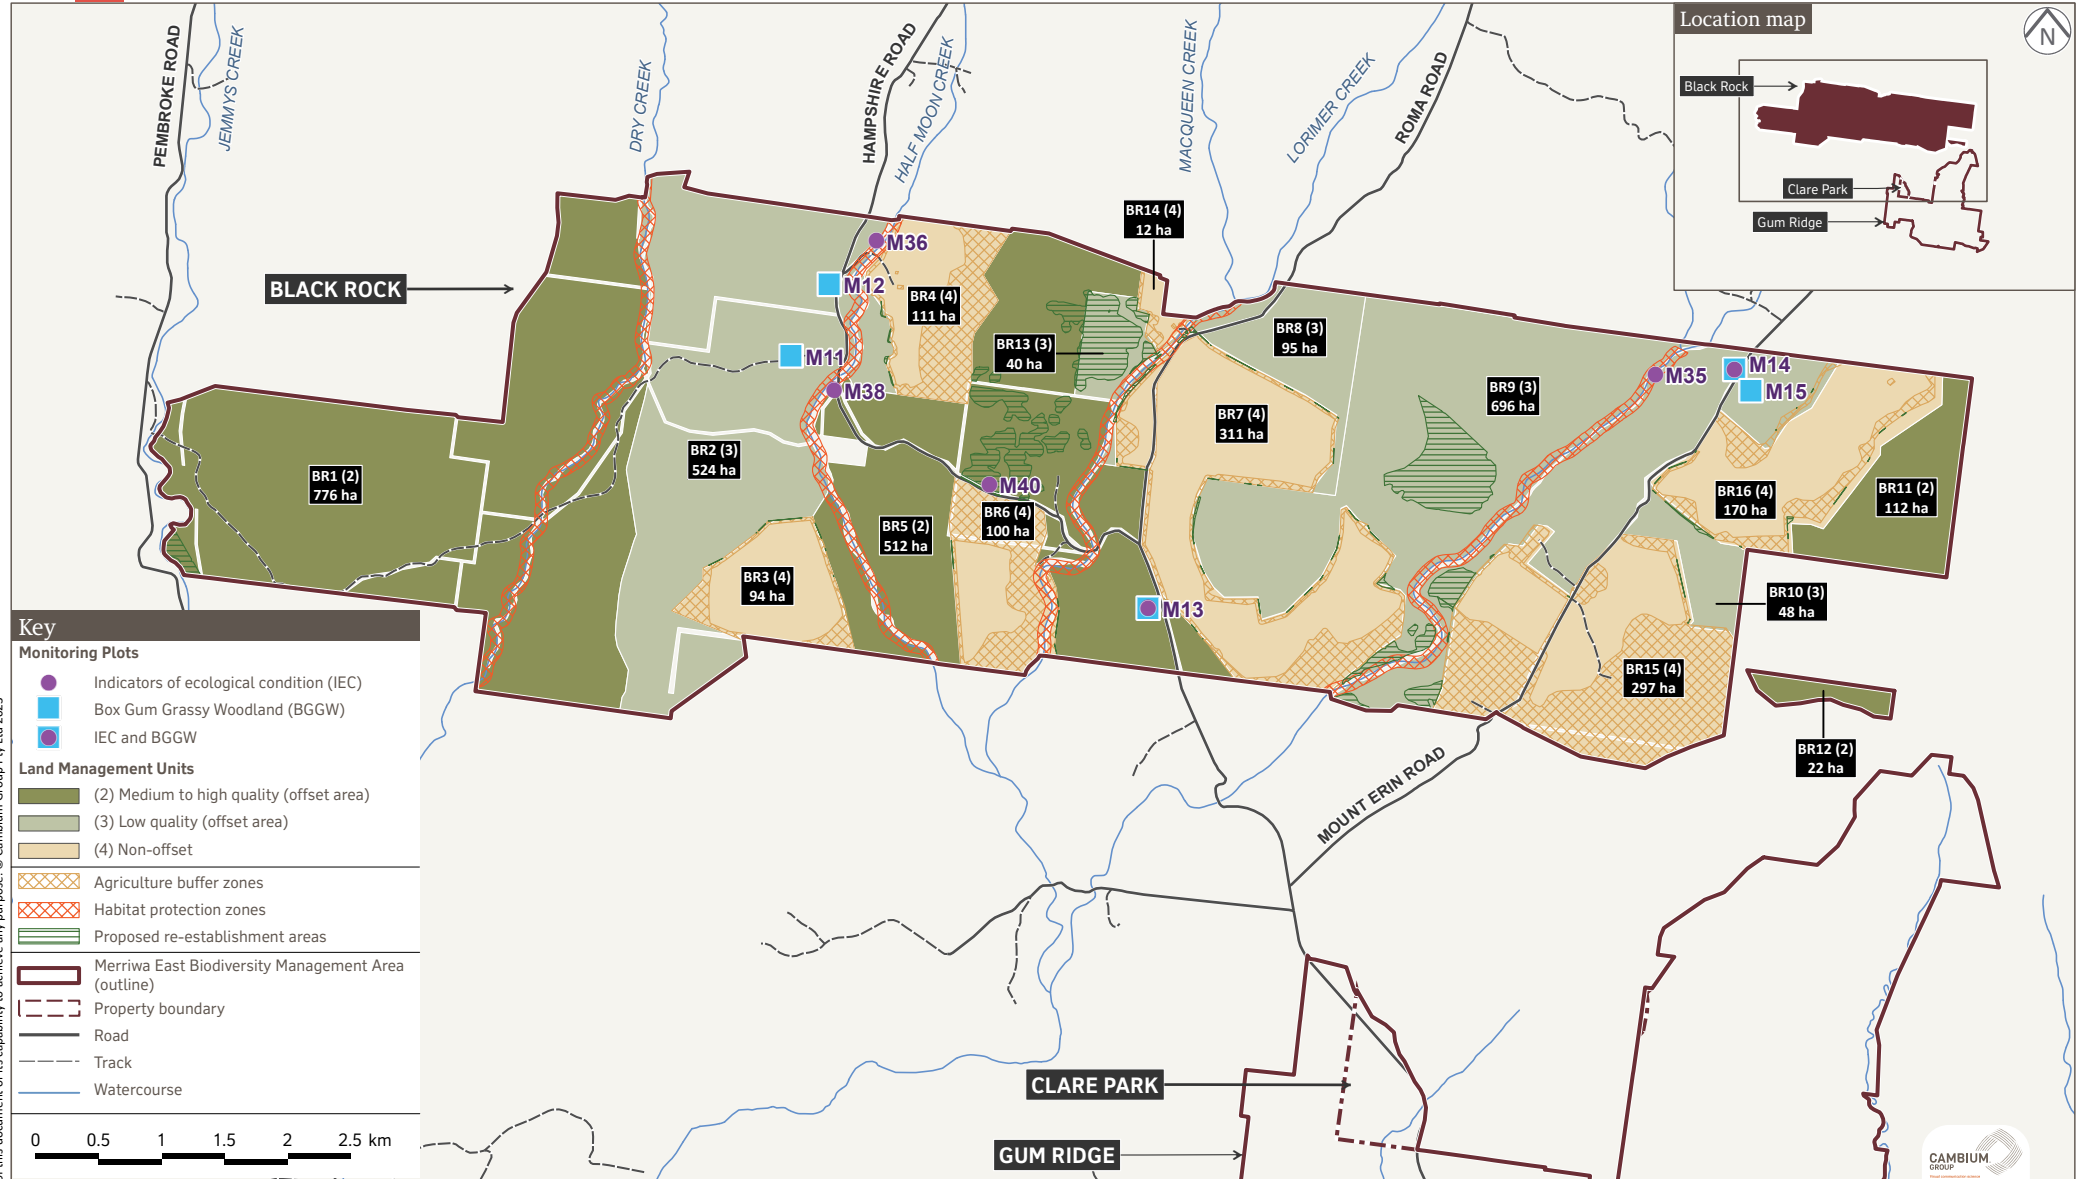 Location map
N
Black Rock
Clare Park
Gum Ridge
PEMBROKE ROAD
JEMMYS CREEK
DRY CREEK
HAMPSHIRE ROAD
HALF MOON CREEK
MACQUEEN CREEK
LORIMER CREEK
ROMA ROAD
BR14 (4)
12 ha
M36
BLACK ROCK
M12
BR4 (4)
111 ha
BR13 (3)
40 ha
BR8 (3)
95 ha
M11
M38
M35
M14
M15
BR9 (3)
696 ha
BR7 (4)
311 ha
BR2 (3)
524 ha
BR1 (2)
776 ha
M40
BR6 (4)
100 ha
BR5 (2)
512 ha
BR16 (4)
170 ha
BR11 (2)
112 ha
BR3 (4)
94 ha
M13
BR10 (3)
48 ha
BR15 (4)
297 ha
BR12 (2)
22 ha
MOUNT ERIN ROAD
CLARE PARK
GUM RIDGE
Key
Monitoring Plots
Indicators of ecological condition (IEC)
Box Gum Grassy Woodland (BGGW)
IEC and BGGW
Land Management Units
(2) Medium to high quality (offset area)
(3) Low quality (offset area)
(4) Non-offset
Agriculture buffer zones
Habitat protection zones
Proposed re-establishment areas
Merriwa East Biodiversity Management Area
(outline)
Property boundary
Road
Track
Watercourse
0 0.5 1 1.5 2 2.5 km
CAMBIUM
GROUP